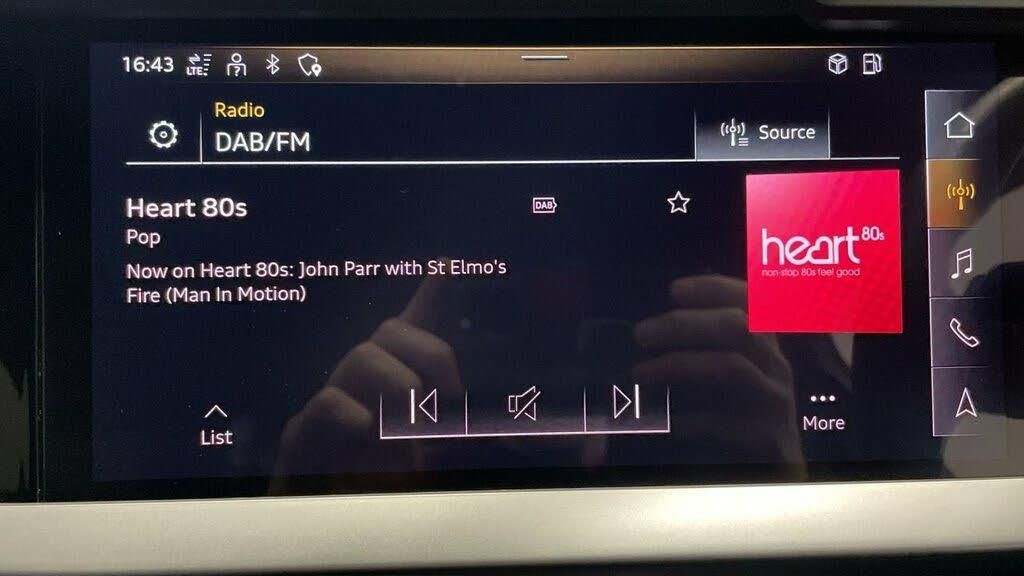 16:43 LTE
Radio
DAB/FM
Source
Heart 80s
DAB
Pop
Now on Heart 80s: John Parr with St Elmo's
Fire (Man In Motion)
heart 80s
non-stop 80s feel good
List
More